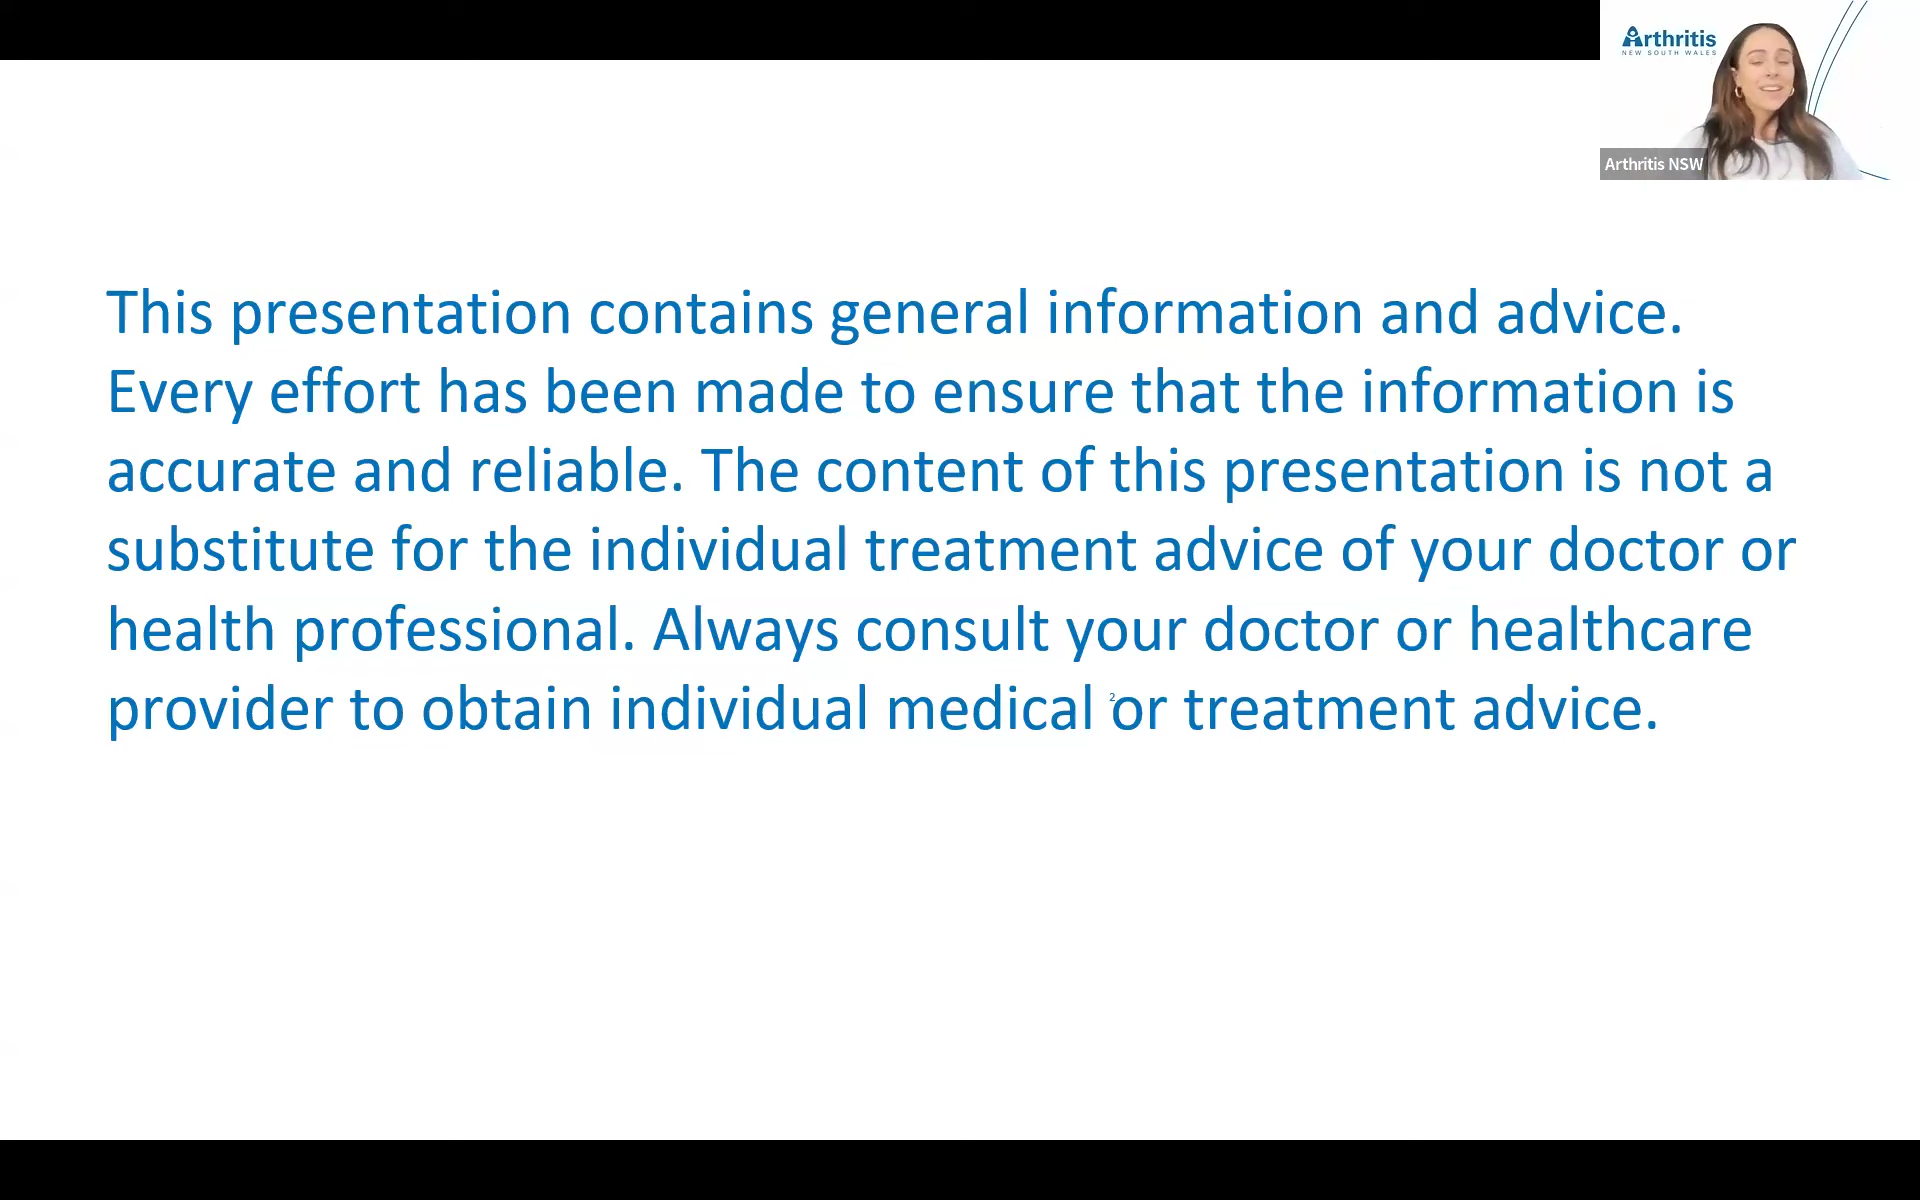 Arthritis
NEW SOUTH WALES
Arthritis NSW
This presentation contains general information and advice.
Every effort has been made to ensure that the information is
accurate and reliable. The content of this presentation is not a
substitute for the individual treatment advice of your doctor or
health professional. Always consult your doctor or healthcare
provider to obtain individual medical or treatment advice.
2